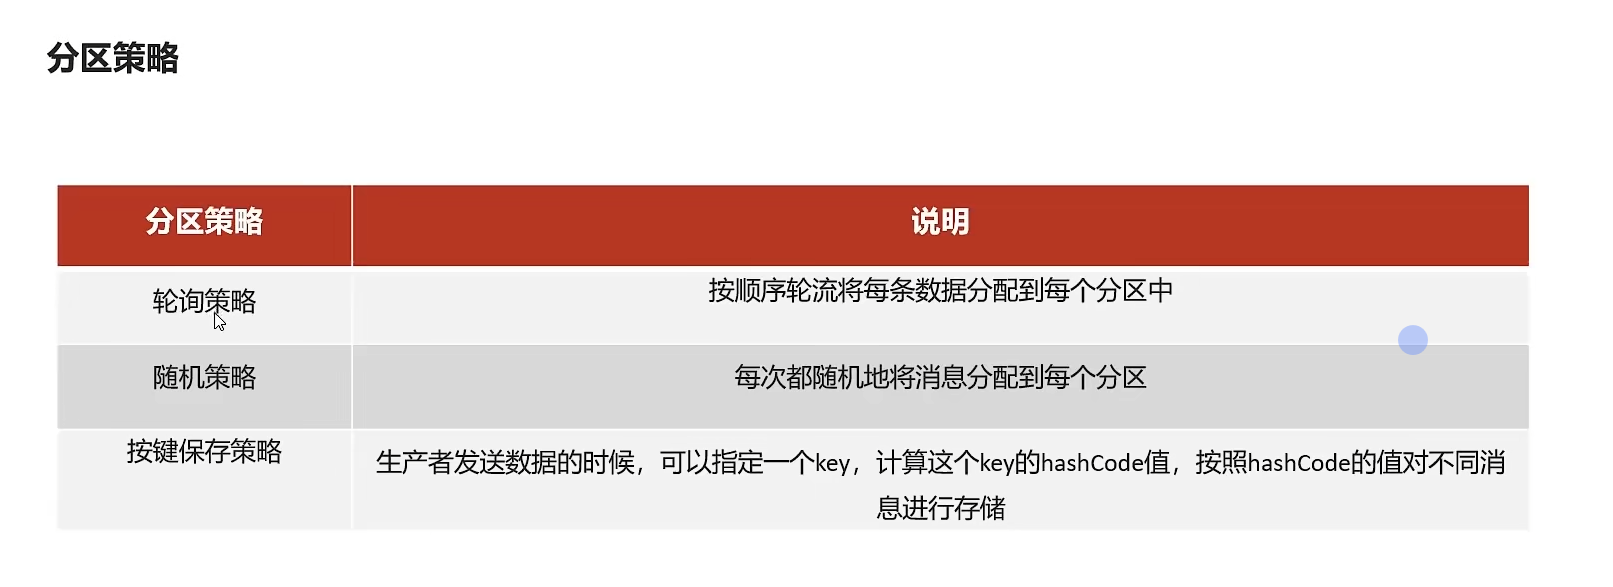 分区策略
分区策略 说明
轮询策略 按顺序轮流将每条数据分配到每个分区中
随机策略 每次都随机地将消息分配到每个分区
按键保存策略 生产者发送数据的时候，可以指定一个key，计算这个key的hashCode值，按照hashCode的值对不同消
息进行存储